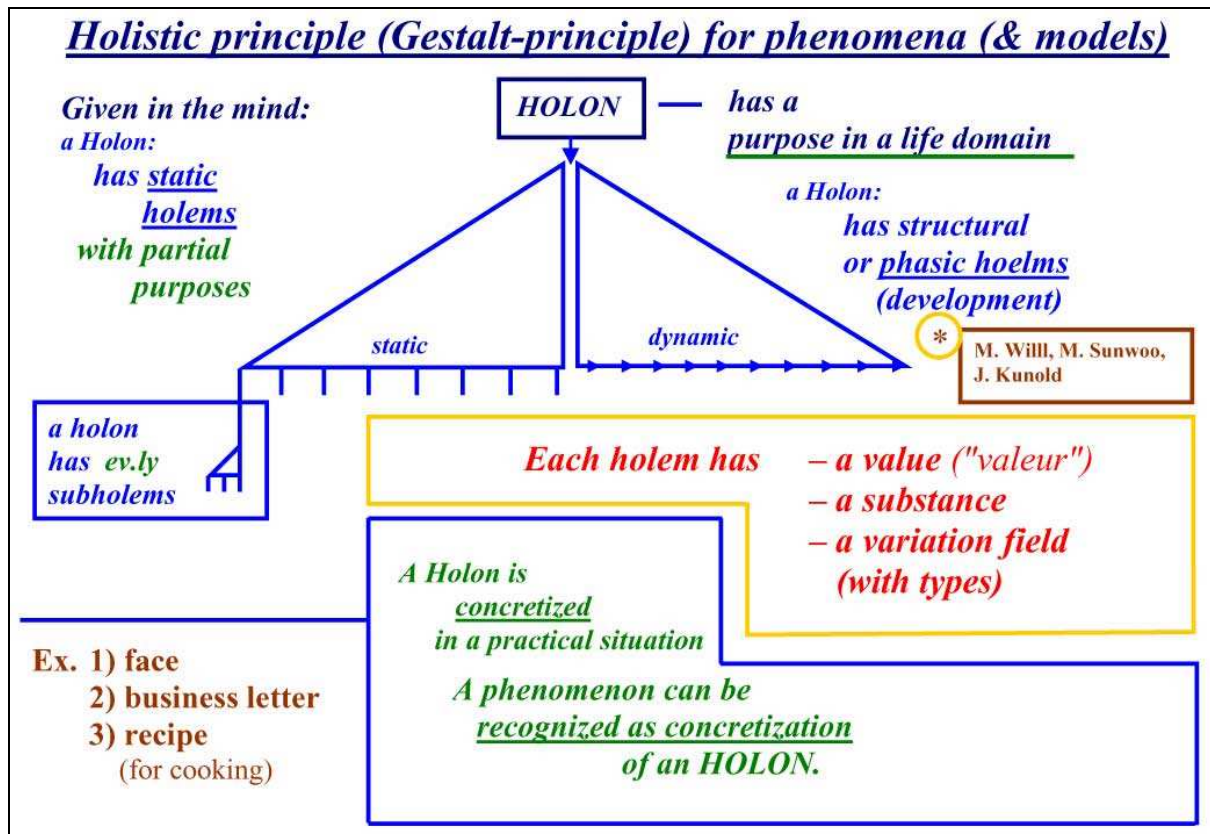 Holistic principle (Gestalt-principle) for phenomena (& models)
Given in the mind:
a Holon:
has static
holems
with partial
purposes
HOLON
has a
purpose in a life domain
a Holon:
has structural
or phasic hoelms
(development)
static
dynamic
*
M. Willl, M. Sunwoo,
J. Kunold
a holon
has ev.ly
subholems
Each holem has – a value ("valeur")
– a substance
– a variation field
(with types)
A Holon is
concretized
in a practical situation
A phenomenon can be
recognized as concretization
of an HOLON.
Ex. 1) face
2) business letter
3) recipe
(for cooking)